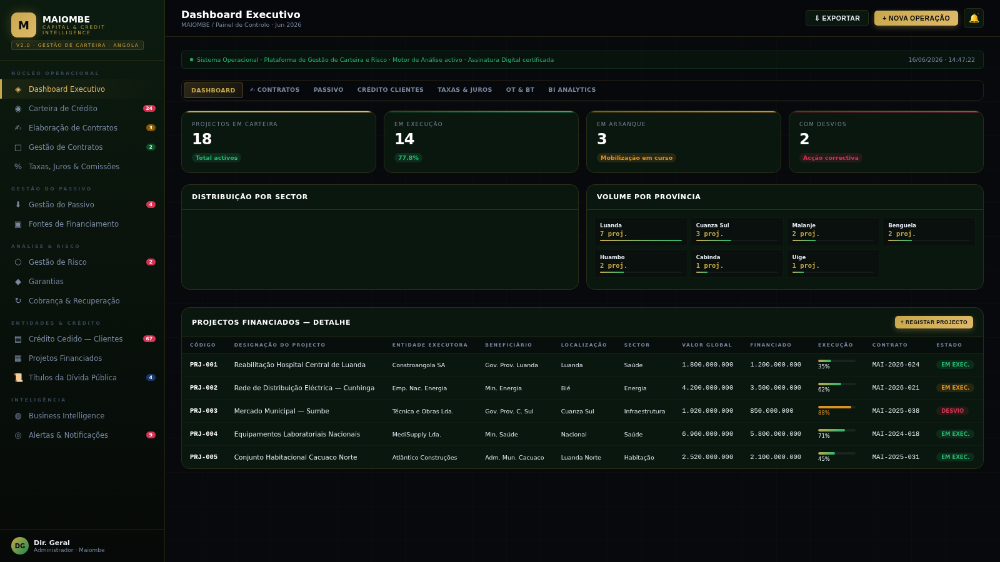 M
MAIOMBE
CAPITAL & CREDIT
INTELLIGENCE
V2.0 · GESTÃO DE CARTEIRA · ANGOLA
NÚCLEO OPERACIONAL
Dashboard Executivo
Carteira de Crédito 24
Elaboração de Contratos 3
Gestão de Contratos 2
% Taxas, Juros & Comissões
GESTÃO DO PASSIVO
Gestão do Passivo 4
Fontes de Financiamento
ANÁLISE & RISCO
Gestão de Risco 2
Garantias
Cobrança & Recuperação
ENTIDADES & CRÉDITO
Crédito Cedido — Clientes 67
Projetos Financiados
Títulos da Dívida Pública 4
INTELIGÊNCIA
Business Intelligence
Alertas & Notificações 9
DG
Dir. Geral
Administrador · Maiombe
Dashboard Executivo
MAIOMBE / Painel de Controlo · Jun 2026
⇩ EXPORTAR
+ NOVA OPERAÇÃO
Sistema Operacional · Plataforma de Gestão de Carteira e Risco · Motor de Análise activo · Assinatura Digital certificada
16/06/2026 · 14:47:22
DASHBOARD ✍ CONTRATOS PASSIVO CRÉDITO CLIENTES TAXAS & JUROS OT & BT BI ANALYTICS
PROJECTOS EM CARTEIRA
18
Total activos
EM EXECUÇÃO
14
77.8%
EM ARRANQUE
3
Mobilização em curso
COM DESVIOS
2
Acção correctiva
DISTRIBUIÇÃO POR SECTOR
VOLUME POR PROVÍNCIA
Luanda
7 proj.
Cuanza Sul
3 proj.
Malanje
2 proj.
Benguela
2 proj.
Huambo
2 proj.
Cabinda
1 proj.
Uíge
1 proj.
PROJECTOS FINANCIADOS — DETALHE
+ REGISTAR PROJECTO
CÓDIGO DESIGNAÇÃO DO PROJECTO ENTIDADE EXECUTORA BENEFICIÁRIO LOCALIZAÇÃO SECTOR VALOR GLOBAL FINANCIADO EXECUÇÃO CONTRATO ESTADO
PRJ-001 Reabilitação Hospital Central de Luanda Constroangola SA Gov. Prov. Luanda Luanda Saúde 1.800.000.000 1.200.000.000 35% MAI-2026-024 EM EXEC.
PRJ-002 Rede de Distribuição Eléctrica — Cunhinga Emp. Nac. Energia Min. Energia Bié Energia 4.200.000.000 3.500.000.000 62% MAI-2026-021 EM EXEC.
PRJ-003 Mercado Municipal — Sumbe Técnica e Obras Lda. Gov. Prov. C. Sul Cuanza Sul Infraestrutura 1.020.000.000 850.000.000 88% MAI-2025-038 DESVIO
PRJ-004 Equipamentos Laboratoriais Nacionais MediSupply Lda. Min. Saúde Nacional Saúde 6.960.000.000 5.800.000.000 71% MAI-2024-018 EM EXEC.
PRJ-005 Conjunto Habitacional Cacuaco Norte Atlântico Construções Adm. Mun. Cacuaco Luanda Norte Habitação 2.520.000.000 2.100.000.000 45% MAI-2025-031 EM EXEC.